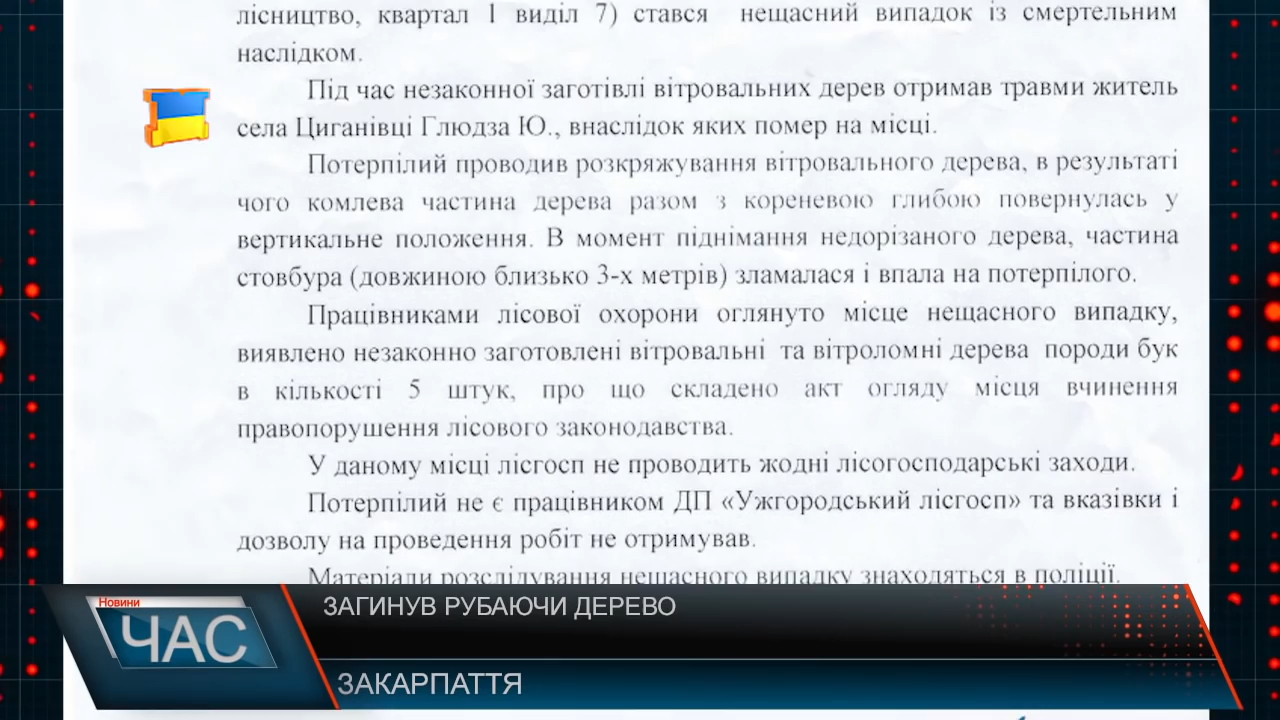 лісництво, квартал 1 виділ 7) стався нещасний випадок із смертельним
наслідком.
Під час незаконної заготівлі вітровальних дерев отримав травми житель
села Циганівці Глюдза Ю., внаслідок яких помер на місці.
Потерпілий проводив розкряжування вітровального дерева, в результаті
чого комлева частина дерева разом з кореневою глибою повернулась у
вертикальне положення. В момент піднімання недорізаного дерева, частина
стовбура (довжиною близько 3-х метрів) зламалася і впала на потерпілого.
Працівниками лісової охорони оглянуто місце нещасного випадку,
виявлено незаконно заготовлені вітровальні та вітроломні дерева породи бук
в кількості 5 штук, про що складено акт огляду місця вчинення
правопорушення лісового законодавства.
У даному місці лісгосп не проводить жодні лісогосподарські заходи.
Потерпілий не є працівником ДП «Ужгородський лісгосп» та вказівки і
дозволу на проведення робіт не отримував.
Матеріали розслідування нещасного випадку знаходяться в поліції.
Новини
ЧАС
ЗАГИНУВ РУБАЮЧИ ДЕРЕВО
ЗАКАРПАТТЯ